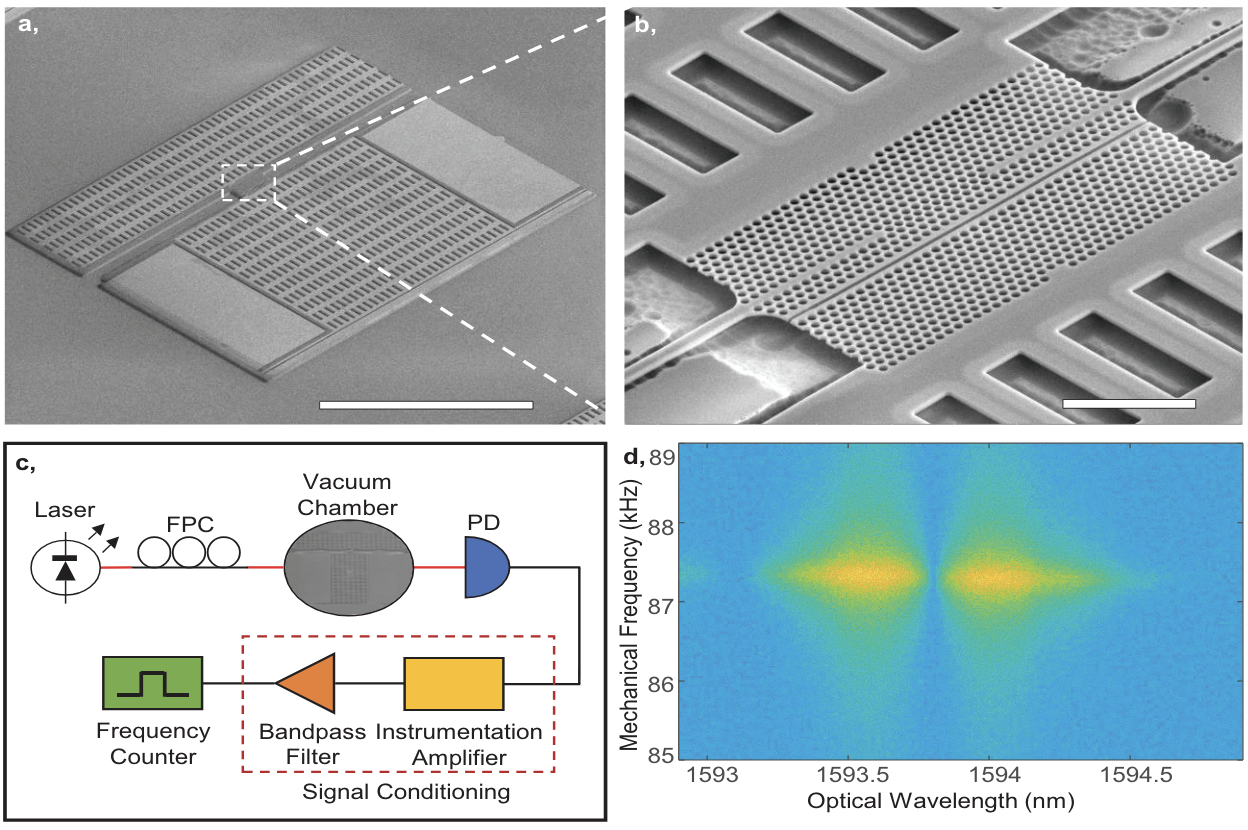 a,
b,
c,
Laser
FPC
Vacuum
Chamber
PD
Frequency
Counter
Bandpass
Filter
Instrumentation
Amplifier
Signal Conditioning
d,
Mechanical Frequency (kHz)
89
88
87
86
85
1593
1593.5
1594
1594.5
Optical Wavelength (nm)